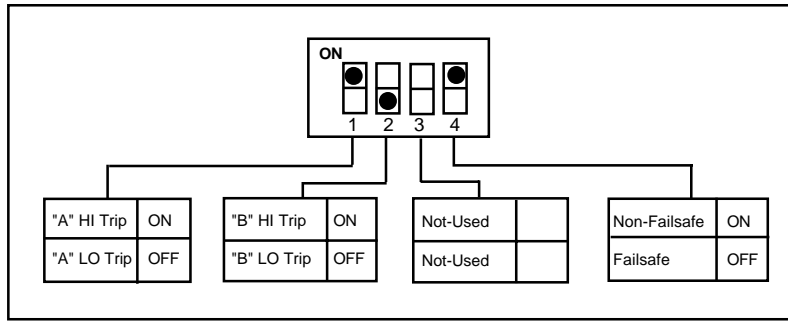 ON
1 2 3 4
"A" HI Trip ON
"A" LO Trip OFF
"B" HI Trip ON
"B" LO Trip OFF
Not-Used
Not-Used
Non-Failsafe ON
Failsafe OFF